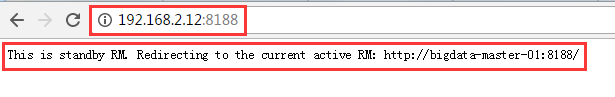 192.168.2.12:8188
This is standby RM. Redirecting to the current active RM: http://bigdata-master-01:8188/